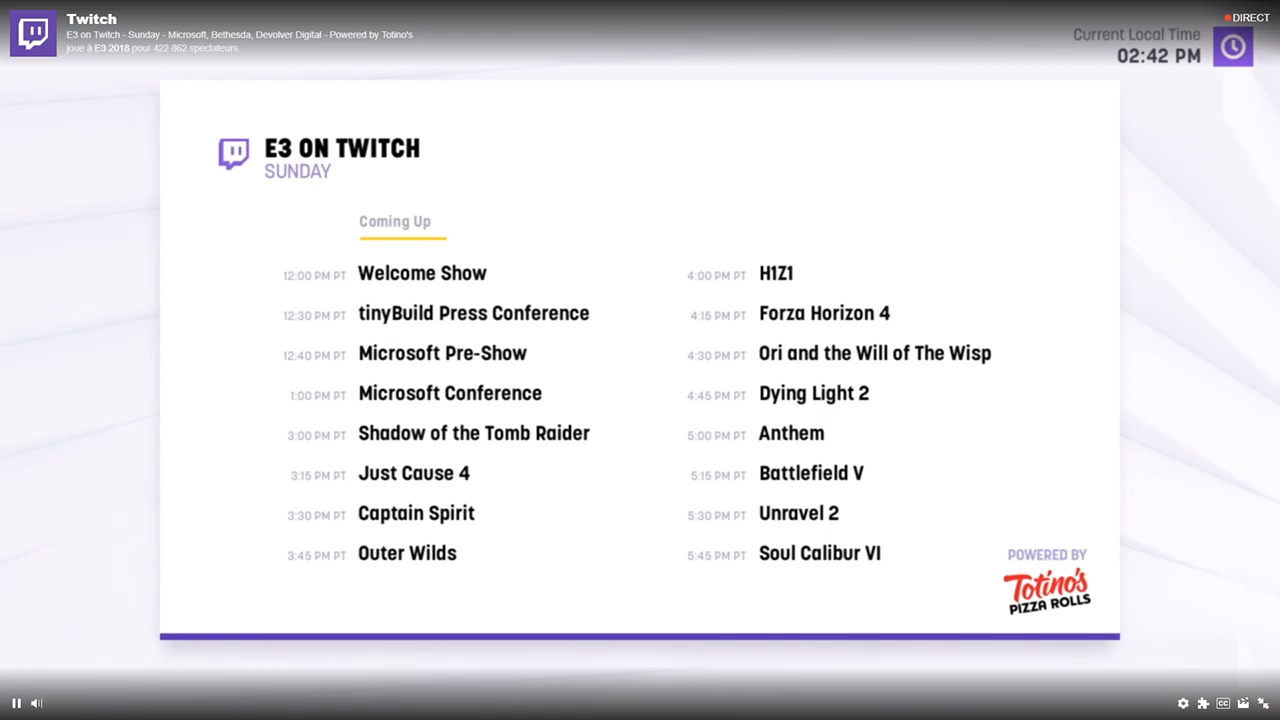 Twitch
E3 on Twitch - Sunday - Microsoft, Bethesda, Devolver Digital - Powered by Totino's
joue à E3 2018 pour 422 862 spectateurs.
DIRECT
Current Local Time
02:42 PM
E3 ON TWITCH
SUNDAY
Coming Up
12:00 PM PT Welcome Show
12:30 PM PT tinyBuild Press Conference
12:40 PM PT Microsoft Pre-Show
1:00 PM PT Microsoft Conference
3:00 PM PT Shadow of the Tomb Raider
3:15 PM PT Just Cause 4
3:30 PM PT Captain Spirit
3:45 PM PT Outer Wilds
4:00 PM PT H1Z1
4:15 PM PT Forza Horizon 4
4:30 PM PT Ori and the Will of The Wisp
4:45 PM PT Dying Light 2
5:00 PM PT Anthem
5:15 PM PT Battlefield V
5:30 PM PT Unravel 2
5:45 PM PT Soul Calibur VI
POWERED BY
Totino's
PIZZA ROLLS
CC